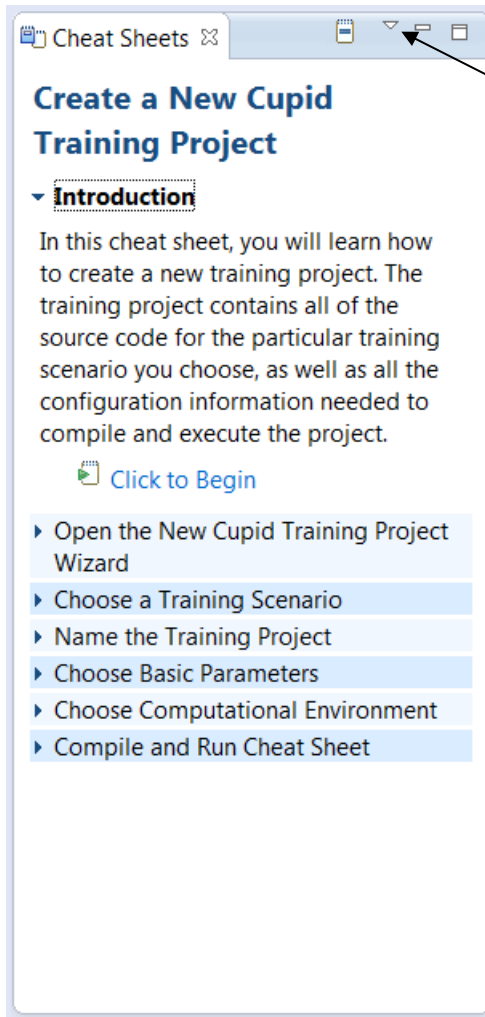 Cheat Sheets
Create a New Cupid
Training Project
Introduction
In this cheat sheet, you will learn how
to create a new training project. The
training project contains all of the
source code for the particular training
scenario you choose, as well as all the
configuration information needed to
compile and execute the project.
Click to Begin
Open the New Cupid Training Project
Wizard
Choose a Training Scenario
Name the Training Project
Choose Basic Parameters
Choose Computational Environment
Compile and Run Cheat Sheet